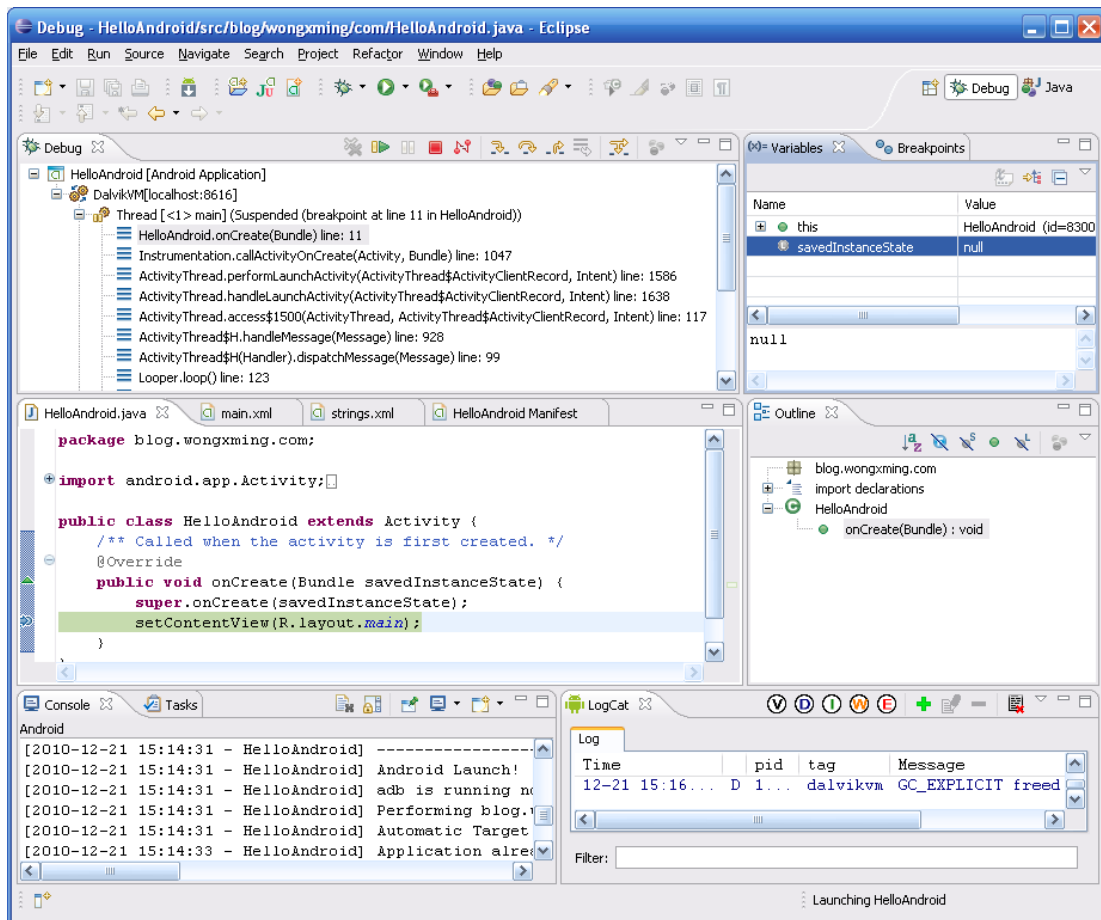 Debug - HelloAndroid/src/blog/wongxming/com/HelloAndroid.java - Eclipse
File Edit Run Source Navigate Search Project Refactor Window Help
Debug Java
Debug
HelloAndroid [Android Application]
DalvikVM[localhost:8616]
Thread [<1> main] (Suspended (breakpoint at line 11 in HelloAndroid))
HelloAndroid.onCreate(Bundle) line: 11
Instrumentation.callActivityOnCreate(Activity, Bundle) line: 1047
ActivityThread.performLaunchActivity(ActivityThread$ActivityClientRecord, Intent) line: 1586
ActivityThread.handleLaunchActivity(ActivityThread$ActivityClientRecord, Intent) line: 1638
ActivityThread.access$1500(ActivityThread, ActivityThread$ActivityClientRecord, Intent) line: 117
ActivityThread$H.handleMessage(Message) line: 928
ActivityThread$H(Handler).dispatchMessage(Message) line: 99
Looper.loop() line: 123
(x)= Variables Breakpoints
Name Value
this HelloAndroid (id=8300
savedInstanceState null
null
HelloAndroid.java main.xml strings.xml HelloAndroid Manifest
package blog.wongxming.com;
import android.app.Activity;
public class HelloAndroid extends Activity {
/** Called when the activity is first created. */
@Override
public void onCreate(Bundle savedInstanceState) {
super.onCreate(savedInstanceState);
setContentView(R.layout.main);
}
Outline
blog.wongxming.com
import declarations
HelloAndroid
onCreate(Bundle) : void
Console Tasks
Android
[2010-12-21 15:14:31 - HelloAndroid] ------------------
[2010-12-21 15:14:31 - HelloAndroid] Android Launch!
[2010-12-21 15:14:31 - HelloAndroid] adb is running
[2010-12-21 15:14:31 - HelloAndroid] Performing blog.
[2010-12-21 15:14:31 - HelloAndroid] Automatic Target
[2010-12-21 15:14:33 - HelloAndroid] Application alre
LogCat
V D I W E
Log
Time pid tag Message
12-21 15:16... D 1... dalvikvm GC_EXPLICIT freed
Filter:
Launching HelloAndroid